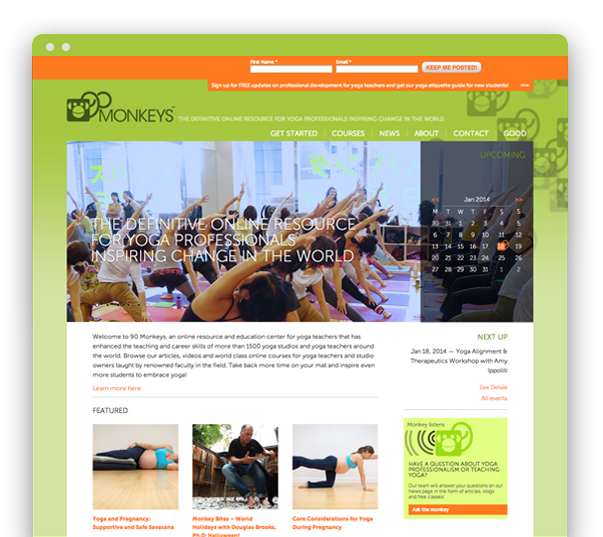 First Name *
Email *
KEEP ME POSTED!
Sign up for FREE updates on professional development for yoga teachers and get our yoga etiquette guide for new students!
close
90 MONKEYS™
THE DEFINITIVE ONLINE RESOURCE FOR YOGA PROFESSIONALS INSPIRING CHANGE IN THE WORLD
GET STARTED | COURSES | NEWS | ABOUT | CONTACT | GOOD
UPCOMING
THE DEFINITIVE ONLINE RESOURCE
FOR YOGA PROFESSIONALS
INSPIRING CHANGE IN THE WORLD
<< Jan 2014 >>
M T W T F S S
30 31 1 2 3 4 5
6 7 8 9 10 11 12
13 14 15 16 17 18 19
20 21 22 23 24 25 26
27 28 29 30 31 1 2
Welcome to 90 Monkeys, an online resource and education center for yoga teachers that has
enhanced the teaching and career skills of more than 1500 yoga studios and yoga teachers around
the world. Browse our articles, videos and world class online courses for yoga teachers and studio
owners taught by renowned faculty in the field. Take back more time on your mat and inspire even
more students to embrace yoga!
Learn more here.
NEXT UP
Jan 18, 2014 — Yoga Alignment &
Therapeutics Workshop with Amy
Ippoliti
See Details
All events
FEATURED
Yoga and Pregnancy:
Supportive and Safe Savasana
Monkey Bites – World
Holidays with Douglas Brooks,
Ph.D: Halloween!
Core Considerations for Yoga
During Pregnancy
Monkey listens
HAVE A QUESTION ABOUT YOGA
PROFESSIONALISM OR TEACHING
YOGA?
Our team will answer your questions on our
news page in the form of articles, vlogs
and free classes!
Ask the monkey